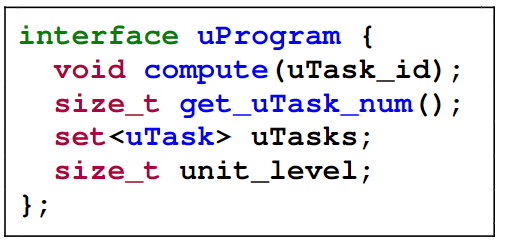 interface uProgram {
  void compute(uTask_id);
  size_t get_uTask_num();
  set<uTask> uTasks;
  size_t unit_level;
};